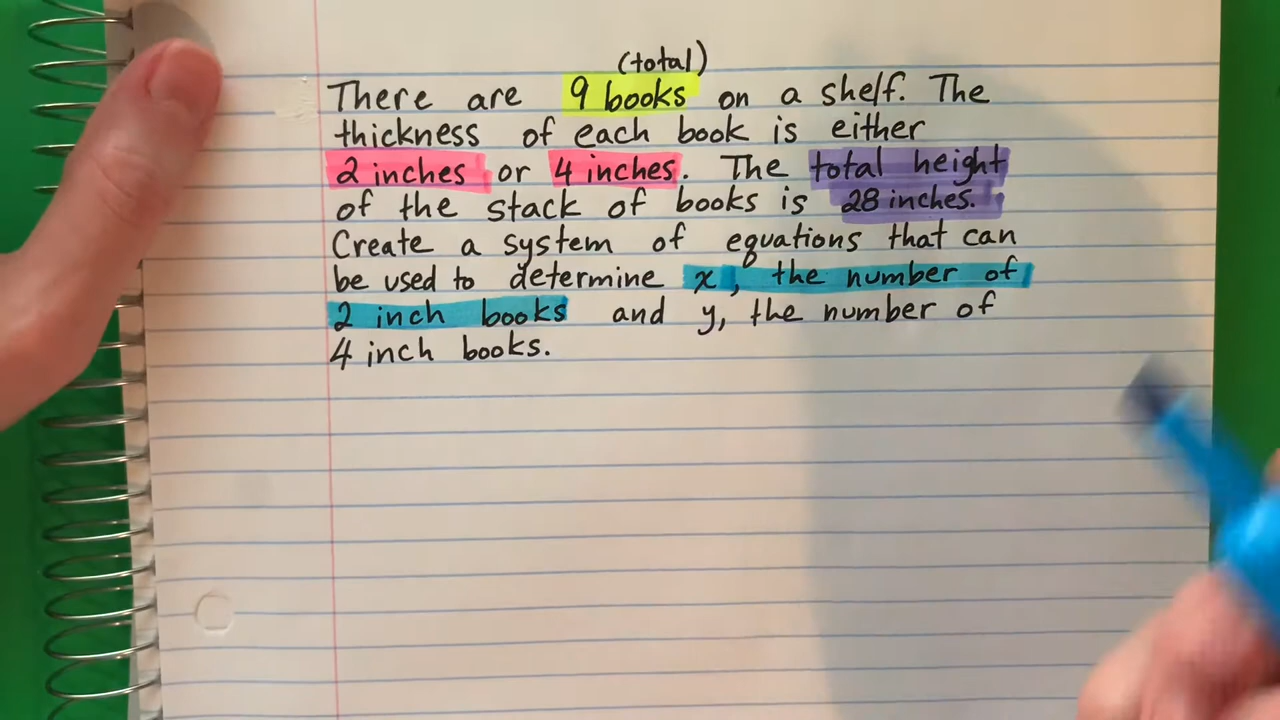 (total)
There are 9 books on a shelf. The
thickness of each book is either
2 inches or 4 inches. The total height
of the stack of books is 28 inches.
Create a system of equations that can
be used to determine x, the number of
2 inch books and y, the number of
4 inch books.